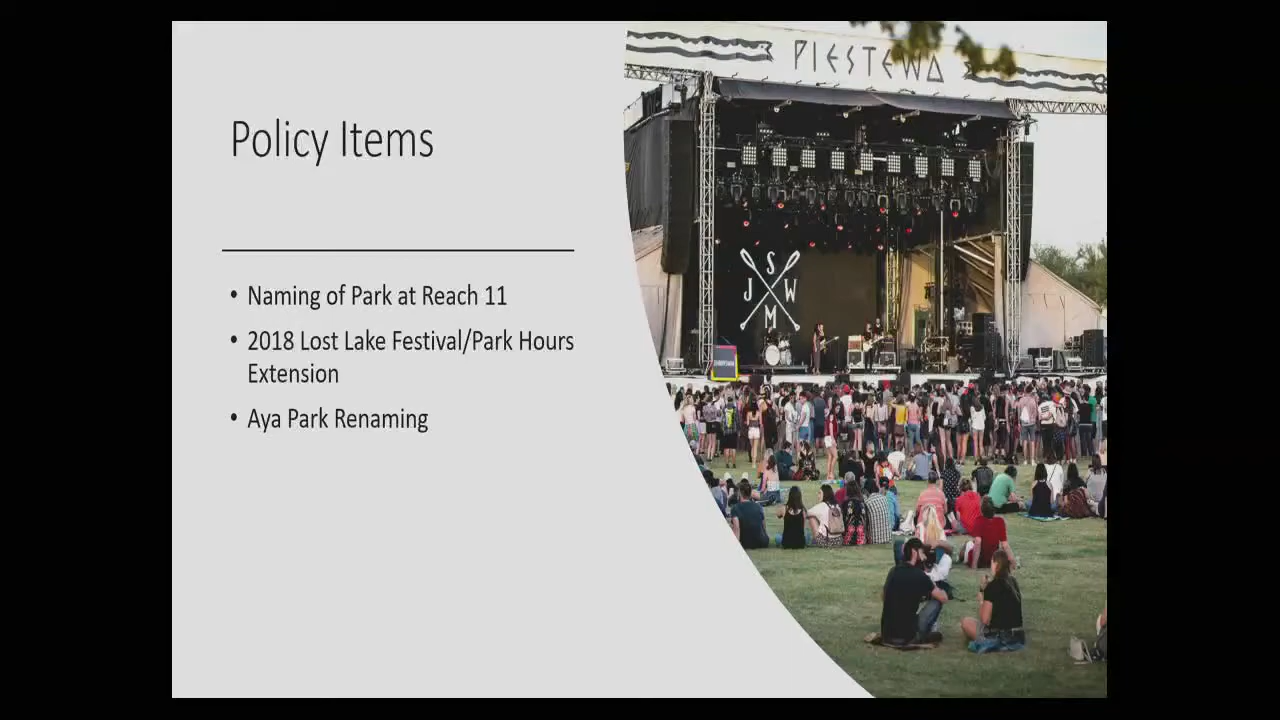 PIESTEWA
Policy Items
• Naming of Park at Reach 11
• 2018 Lost Lake Festival/Park Hours
Extension
• Aya Park Renaming
S
J W
M